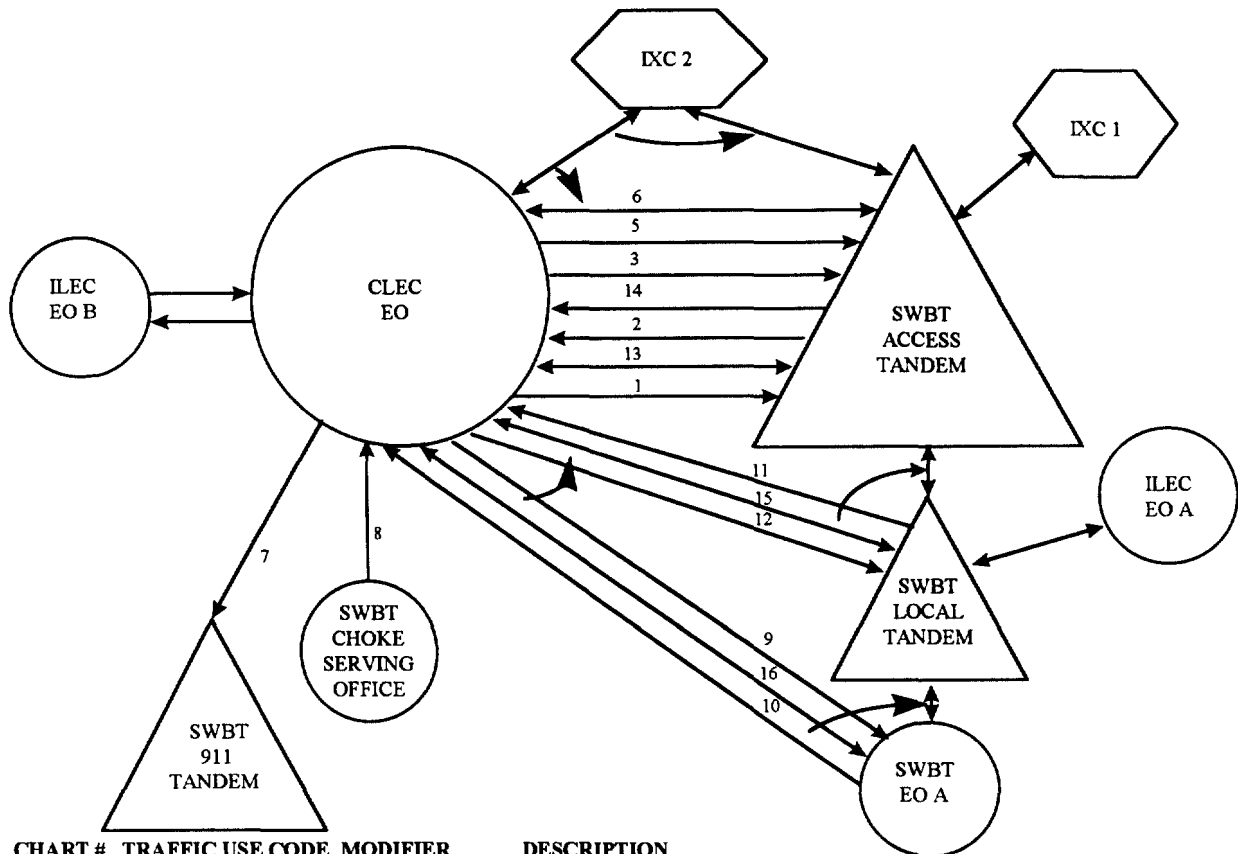 IXC 2
IXC 1
6
5
3
14
2
13
1
ILEC
EO B
CLEC
EO
SWBT
ACCESS
TANDEM
11
15
12
ILEC
EO A
7
8
SWBT
CHOKE
SERVING
OFFICE
SWBT
LOCAL
TANDEM
9
16
10
SWBT
911
TANDEM
SWBT
EO A
CHART # TRAFFIC USE CODE MODIFIER DESCRIPTION